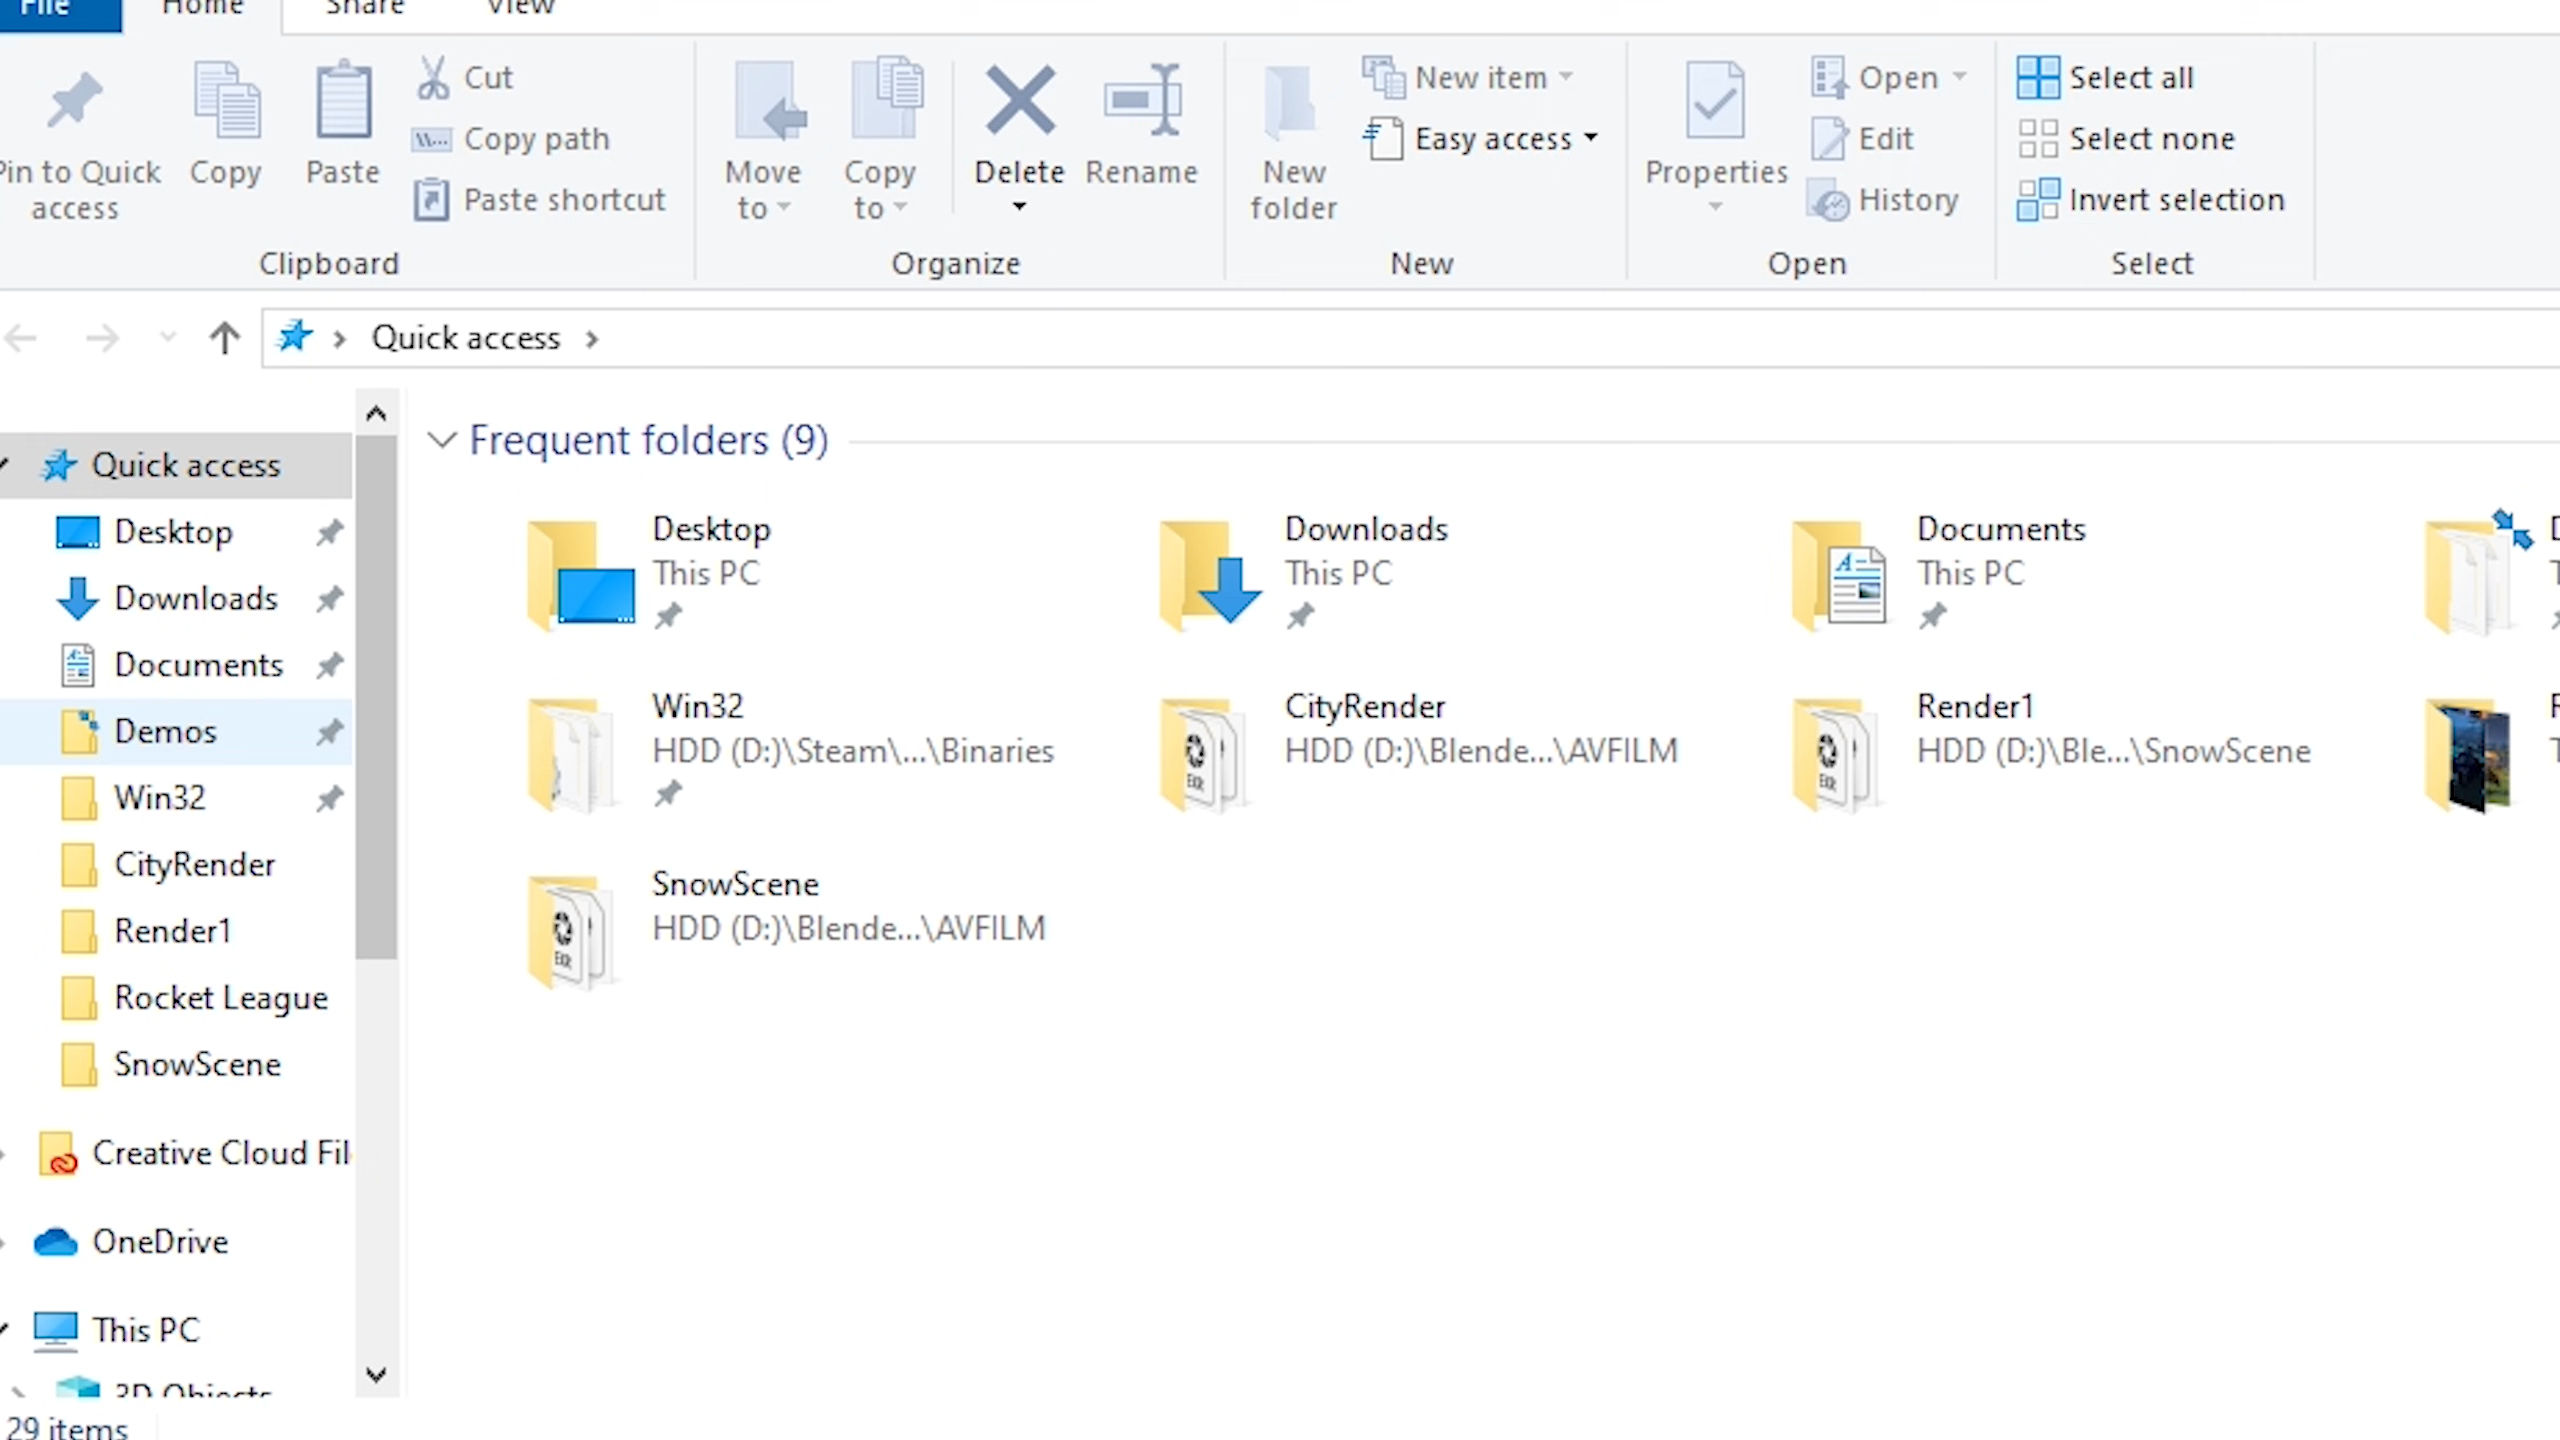 File Home Share View
Pin to Quick access
Copy
Paste
Cut
Copy path
Paste shortcut
Clipboard
Move to
Copy to
Delete
Rename
Organize
New folder
New item
Easy access
New
Properties
Open
Edit
History
Open
Select all
Select none
Invert selection
Select
Quick access
Quick access
Desktop
Downloads
Documents
Demos
Win32
CityRender
Render1
Rocket League
SnowScene
Creative Cloud Fil
OneDrive
This PC
3D Objects
29 items
Frequent folders (9)
Desktop
This PC
Downloads
This PC
Documents
This PC
Win32
HDD (D:)\Steam\...\Binaries
CityRender
HDD (D:)\Blende...\AVFILM
Render1
HDD (D:)\Ble...\SnowScene
SnowScene
HDD (D:)\Blende...\AVFILM